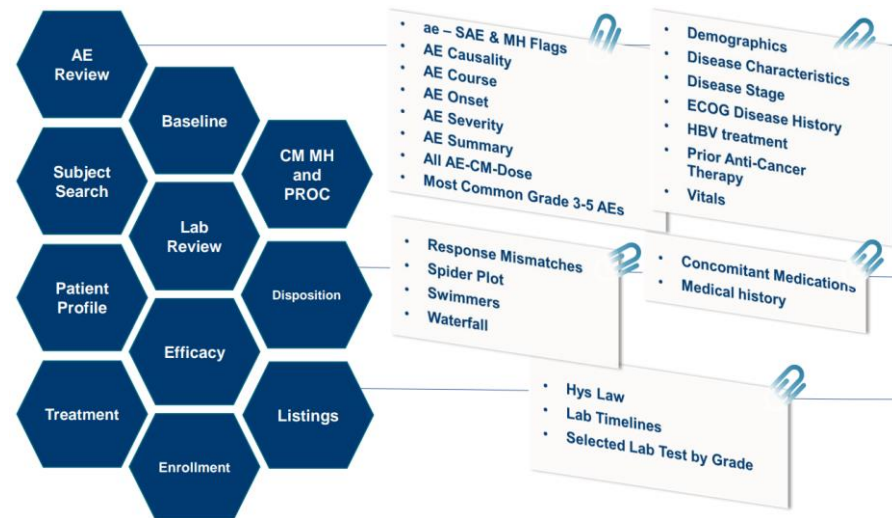 AE
Review
Baseline
CM MH
and
PROC
Subject
Search
Lab
Review
Patient
Profile
Disposition
Efficacy
Treatment
Listings
Enrollment
• ae – SAE & MH Flags
• AE Causality
• AE Course
• AE Onset
• AE Severity
• AE Summary
• All AE-CM-Dose
• Most Common Grade 3-5 AEs
• Demographics
• Disease Characteristics
• Disease Stage
• ECOG Disease History
• HBV treatment
• Prior Anti-Cancer
Therapy
• Vitals
• Response Mismatches
• Spider Plot
• Swimmers
• Waterfall
• Concomitant Medications
• Medical history
• Hys Law
• Lab Timelines
• Selected Lab Test by Grade